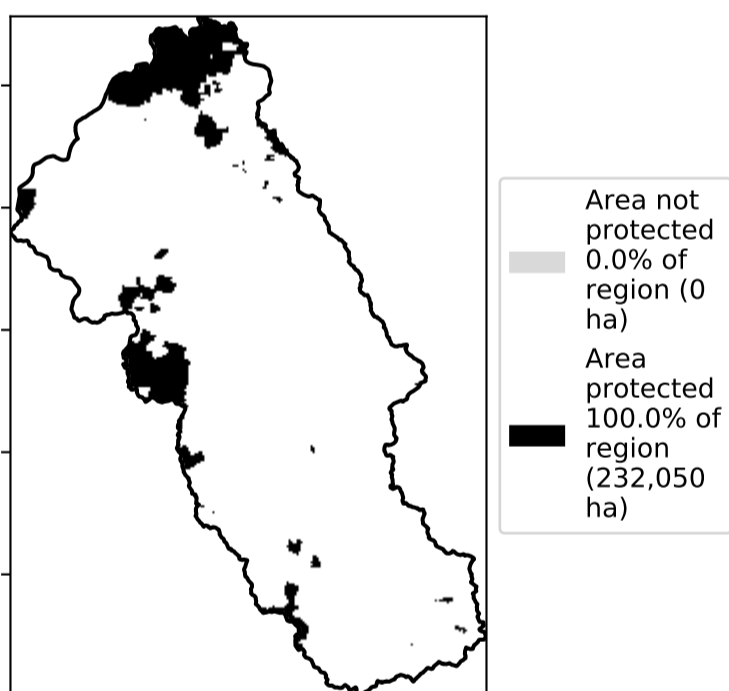 Area not
protected
0.0% of
region (0
ha)
Area
protected
100.0% of
region
(232,050
ha)